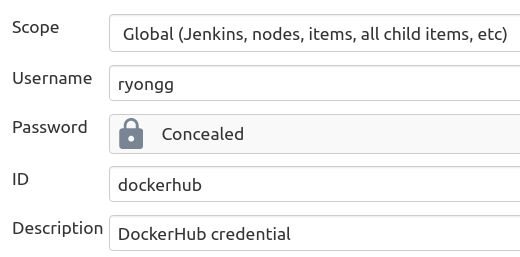 Scope Global (Jenkins, nodes, items, all child items, etc)
Username ryongg
Password Concealed
ID dockerhub
Description DockerHub credential